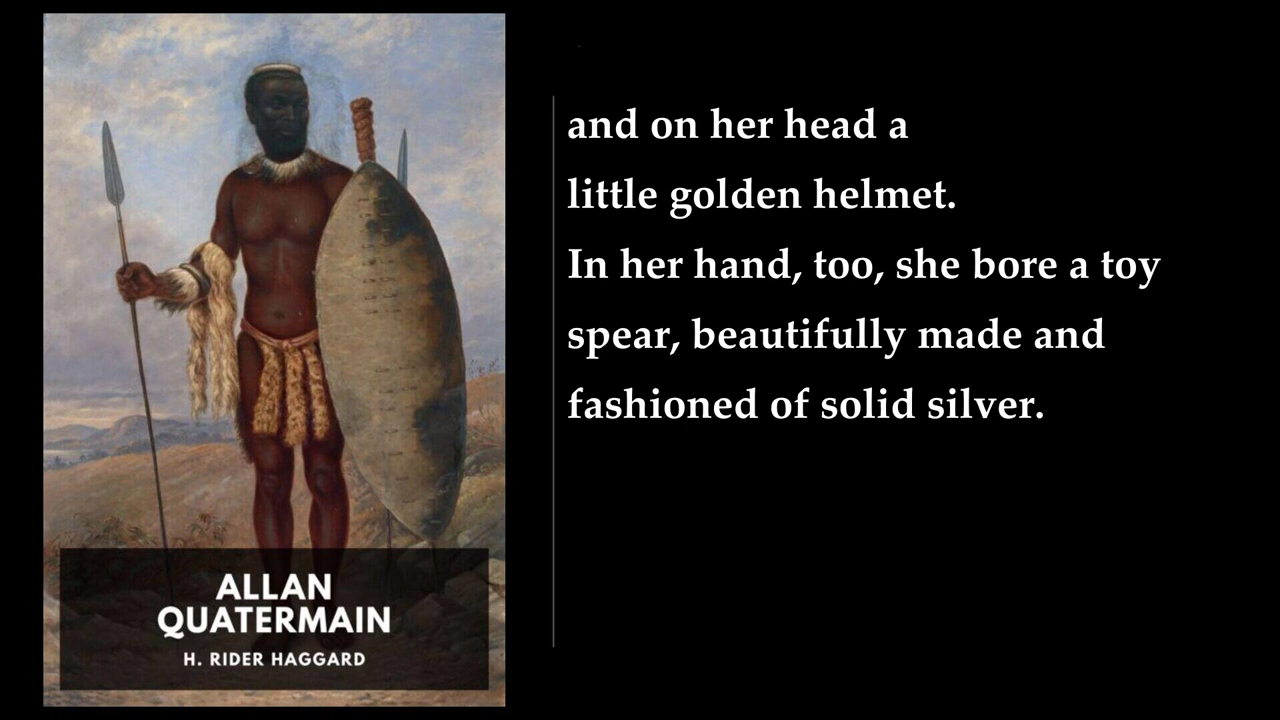 ALLAN
QUATERMAIN
H. RIDER HAGGARD
and on her head a
little golden helmet.
In her hand, too, she bore a toy
spear, beautifully made and
fashioned of solid silver.